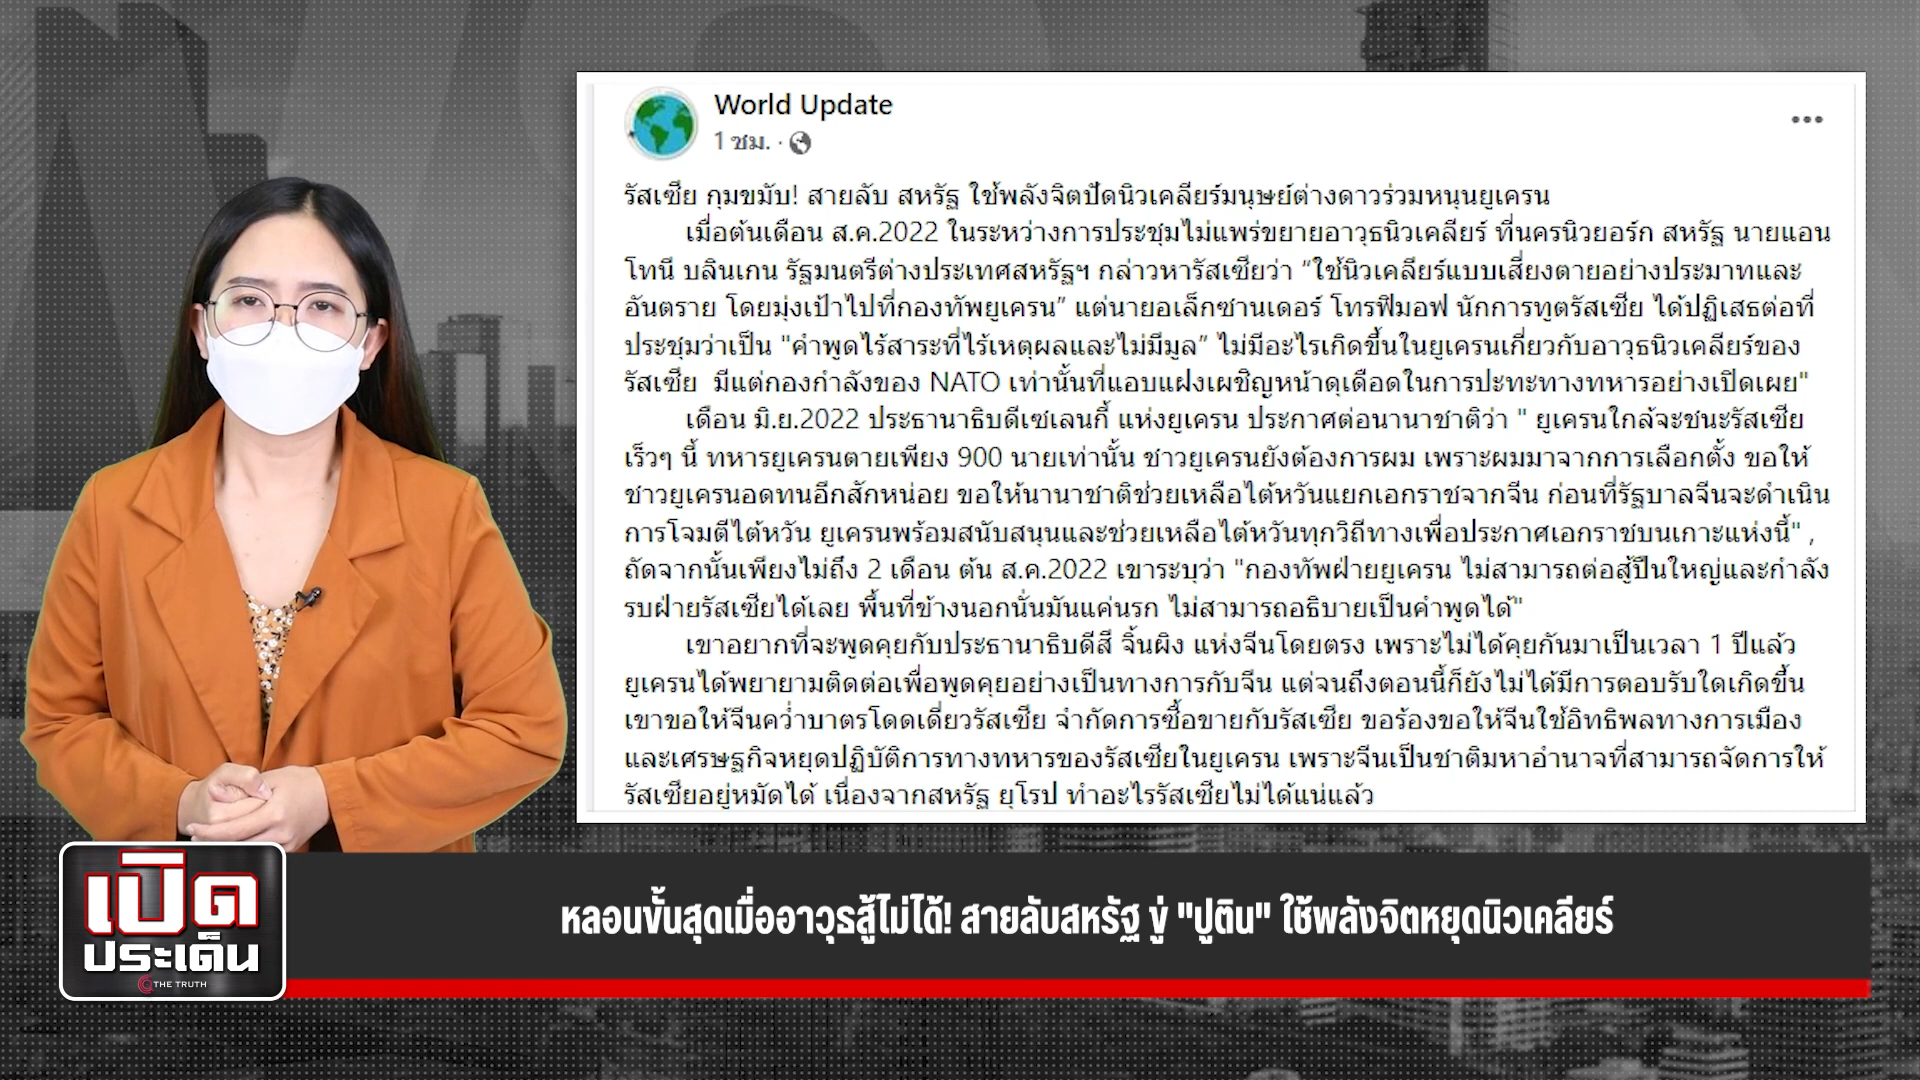 World Update
1 ชม. ·
รัสเซีย กุมขมับ! สายลับ สหรัฐ ใช้พลังจิตปัดนิวเคลียร์มนุษย์ต่างดาวร่วมหนุนยูเครน
เมื่อต้นเดือน ส.ค.2022 ในระหว่างการประชุมไม่แพร่ขยายอาวุธนิวเคลียร์ ที่นครนิวยอร์ก สหรัฐ นายแอน
โทนี บลินเกน รัฐมนตรีต่างประเทศสหรัฐฯ กล่าวหารัสเซียว่า “ใช้นิวเคลียร์แบบเสี่ยงตายอย่างประมาทและ
อันตราย โดยมุ่งเป้าไปที่กองทัพยูเครน” แต่นายอเล็กซานเดอร์ โทรฟิมอฟ นักการทูตรัสเซีย ได้ปฏิเสธต่อที่
ประชุมว่าเป็น "คำพูดไร้สาระที่ไร้เหตุผลและไม่มีมูล” ไม่มีอะไรเกิดขึ้นในยูเครนเกี่ยวกับอาวุธนิวเคลียร์ของ
รัสเซีย มีแต่กองกำลังของ NATO เท่านั้นที่แอบแฝงเผชิญหน้าดุเดือดในการปะทะทางทหารอย่างเปิดเผย"
เดือน มิ.ย.2022 ประธานาธิบดีเซเลนกี้ แห่งยูเครน ประกาศต่อนานาชาติว่า " ยูเครนใกล้จะชนะรัสเซีย
เร็วๆ นี้ ทหารยูเครนตายเพียง 900 นายเท่านั้น ชาวยูเครนยังต้องการผม เพราะผมมาจากการเลือกตั้ง ขอให้
ชาวยูเครนอดทนอีกสักหน่อย ขอให้นานาชาติช่วยเหลือไต้หวันแยกเอกราชจากจีน ก่อนที่รัฐบาลจีนจะดำเนิน
การโจมตีไต้หวัน ยูเครนพร้อมสนับสนุนและช่วยเหลือไต้หวันทุกวิถีทางเพื่อประกาศเอกราชบนเกาะแห่งนี้" ,
ถัดจากนั้นเพียงไม่ถึง 2 เดือน ต้น ส.ค.2022 เขาระบุว่า "กองทัพฝ่ายยูเครน ไม่สามารถต่อสู้ปืนใหญ่และกำลัง
รบฝ่ายรัสเซียได้เลย พื้นที่ข้างนอกนั่นมันแค่นรก ไม่สามารถอธิบายเป็นคำพูดได้"
เขาอยากที่จะพูดคุยกับประธานาธิบดีสี จิ้นผิง แห่งจีนโดยตรง เพราะไม่ได้คุยกันมาเป็นเวลา 1 ปีแล้ว
ยูเครนได้พยายามติดต่อเพื่อพูดคุยอย่างเป็นทางการกับจีน แต่จนถึงตอนนี้ก็ยังไม่ได้มีการตอบรับใดเกิดขึ้น
เขาขอให้จีนคว่ำบาตรโดดเดี่ยวรัสเซีย จำกัดการซื้อขายกับรัสเซีย ขอร้องขอให้จีนใช้อิทธิพลทางการเมือง
และเศรษฐกิจหยุดปฏิบัติการทางทหารของรัสเซียในยูเครน เพราะจีนเป็นชาติมหาอำนาจที่สามารถจัดการให้
รัสเซียอยู่หมัดได้ เนื่องจากสหรัฐ ยุโรป ทำอะไรรัสเซียไม่ได้แน่แล้ว
เปิด
ประเด็น
THE TRUTH
หลอนขั้นสุดเมื่ออาวุธสู้ไม่ได้! สายลับสหรัฐ ขู่ "ปูติน" ใช้พลังจิตหยุดนิวเคลียร์